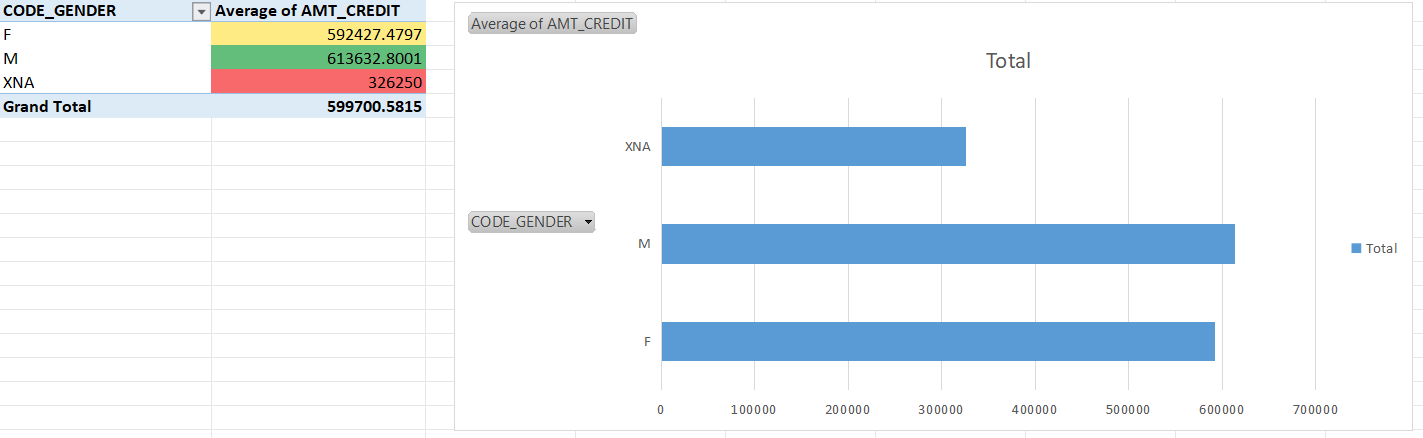 CODE_GENDER Average of AMT_CREDIT
F 592427.4797
M 613632.8001
XNA 326250
Grand Total 599700.5815
Average of AMT_CREDIT
Total
XNA
CODE_GENDER
M
Total
F
0 100000 200000 300000 400000 500000 600000 700000